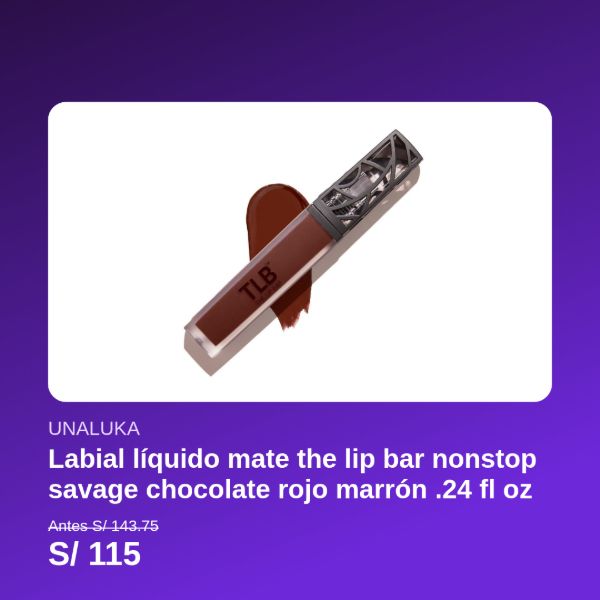 TLB
UNALUKA
Labial líquido mate the lip bar nonstop
savage chocolate rojo marrón .24 fl oz
Antes S/ 143.75
S/ 115